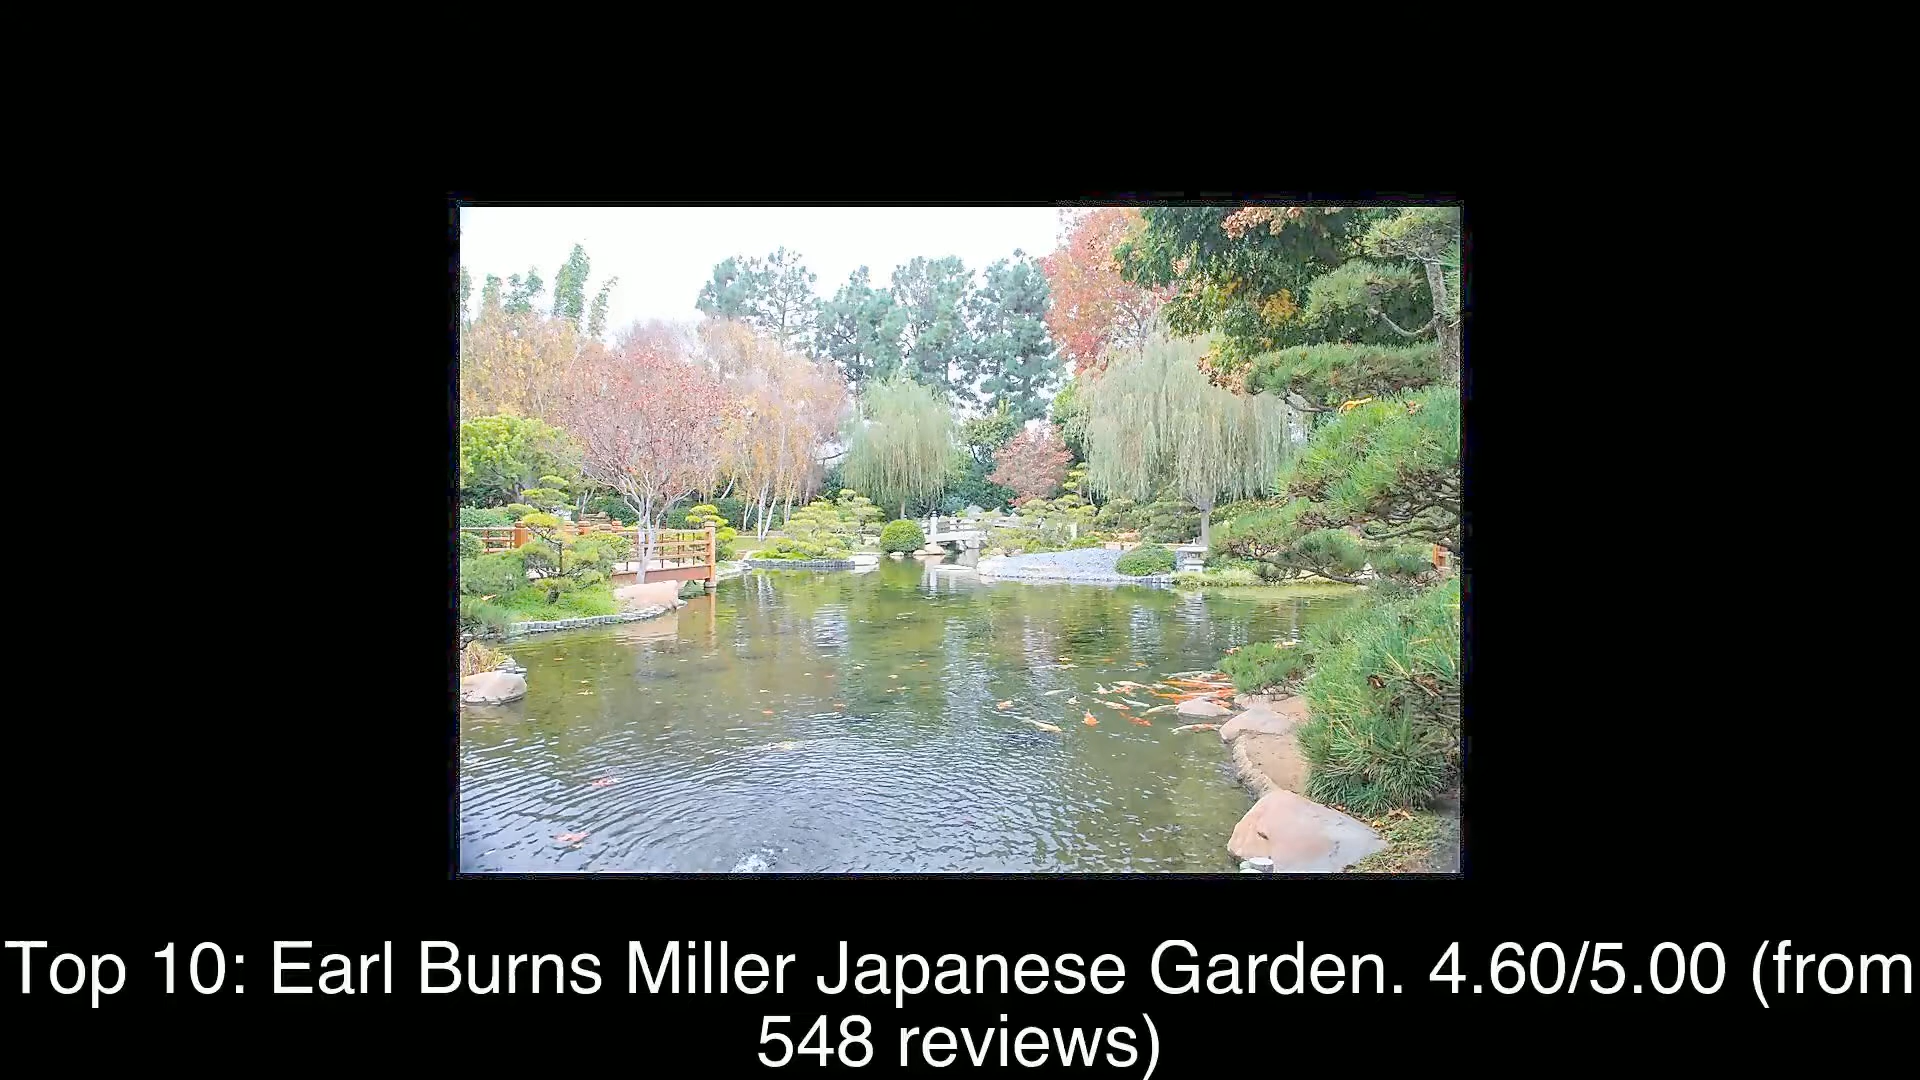 Top 10: Earl Burns Miller Japanese Garden. 4.60/5.00 (from
548 reviews)